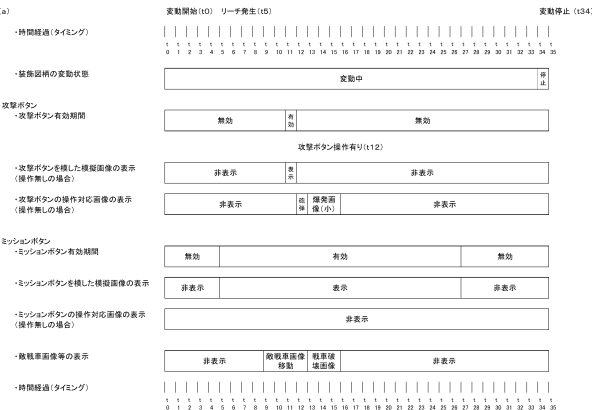 (a)
変動開始(t0) リーチ発生(t5) 変動停止 (t34)
・時間経過(タイミング)
t t t t t t t t t t t t t t t t t t t t t t t t t t t t t t t t t t t t
0 1 2 3 4 5 6 7 8 9 10 11 12 13 14 15 16 17 18 19 20 21 22 23 24 25 26 27 28 29 30 31 32 33 34 35
・装飾図柄の変動状態 変動中 停止
攻撃ボタン
・攻撃ボタン有効期間 無効 有効 無効
攻撃ボタン操作有り(t12)
・攻撃ボタンを模した模擬画像の表示
(操作無しの場合) 非表示 表示 非表示
・攻撃ボタンの操作対応画像の表示
(操作無しの場合) 非表示 砲弾 爆発画像(小) 非表示
ミッションボタン
・ミッションボタン有効期間 無効 有効 無効
・ミッションボタンを模した模擬画像の表示 非表示 表示 非表示
・ミッションボタンの操作対応画像の表示
(操作無しの場合) 非表示
・敵戦車画像等の表示 非表示 敵戦車画像移動 戦車破壊画像 非表示
・時間経過(タイミング)
t t t t t t t t t t t t t t t t t t t t t t t t t t t t t t t t t t t t
0 1 2 3 4 5 6 7 8 9 10 11 12 13 14 15 16 17 18 19 20 21 22 23 24 25 26 27 28 29 30 31 32 33 34 35